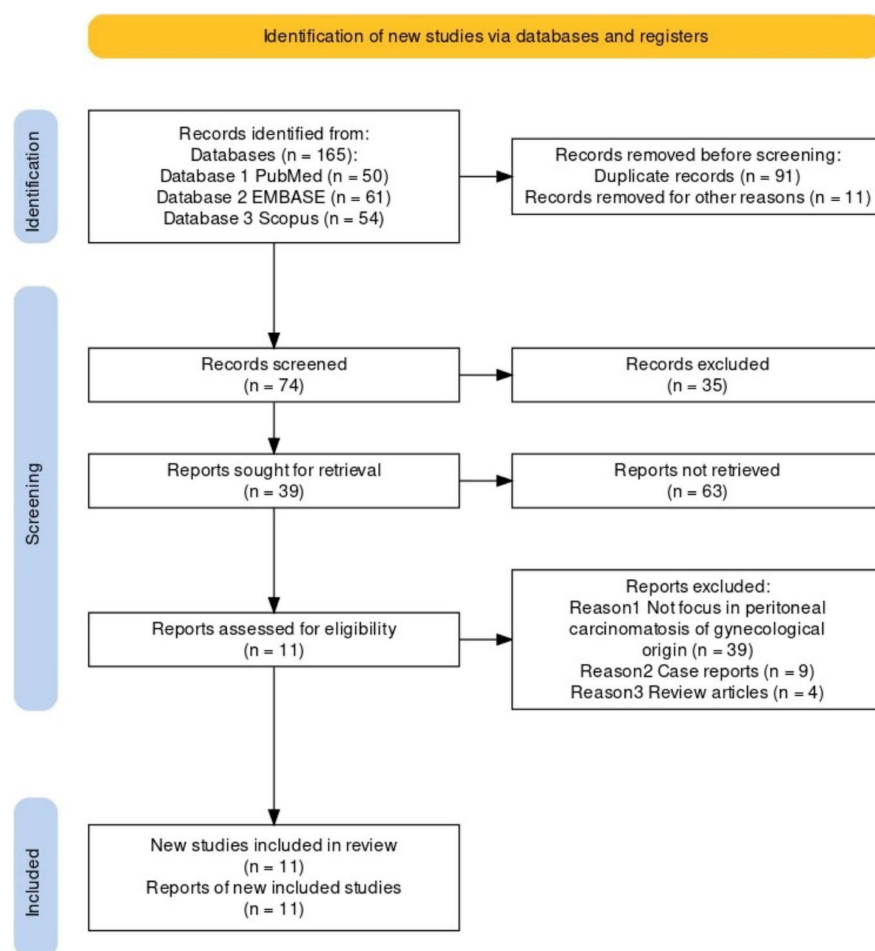 Identification of new studies via databases and registers
Identification
Records identified from:
Databases (n = 165):
Database 1 PubMed (n = 50)
Database 2 EMBASE (n = 61)
Database 3 Scopus (n = 54)
Records removed before screening:
Duplicate records (n = 91)
Records removed for other reasons (n = 11)
Screening
Records screened
(n = 74)
Records excluded
(n = 35)
Reports sought for retrieval
(n = 39)
Reports not retrieved
(n = 63)
Reports assessed for eligibility
(n = 11)
Reports excluded:
Reason1 Not focus in peritoneal
carcinomatosis of gynecological
origin (n = 39)
Reason2 Case reports (n = 9)
Reason3 Review articles (n = 4)
Included
New studies included in review
(n = 11)
Reports of new included studies
(n = 11)